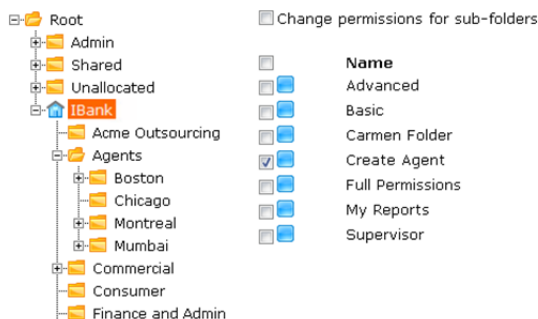 Root
Admin
Shared
Unallocated
IBank
Acme Outsourcing
Agents
Boston
Chicago
Montreal
Mumbai
Commercial
Consumer
Finance and Admin
Change permissions for sub-folders
Name
Advanced
Basic
Carmen Folder
Create Agent
Full Permissions
My Reports
Supervisor